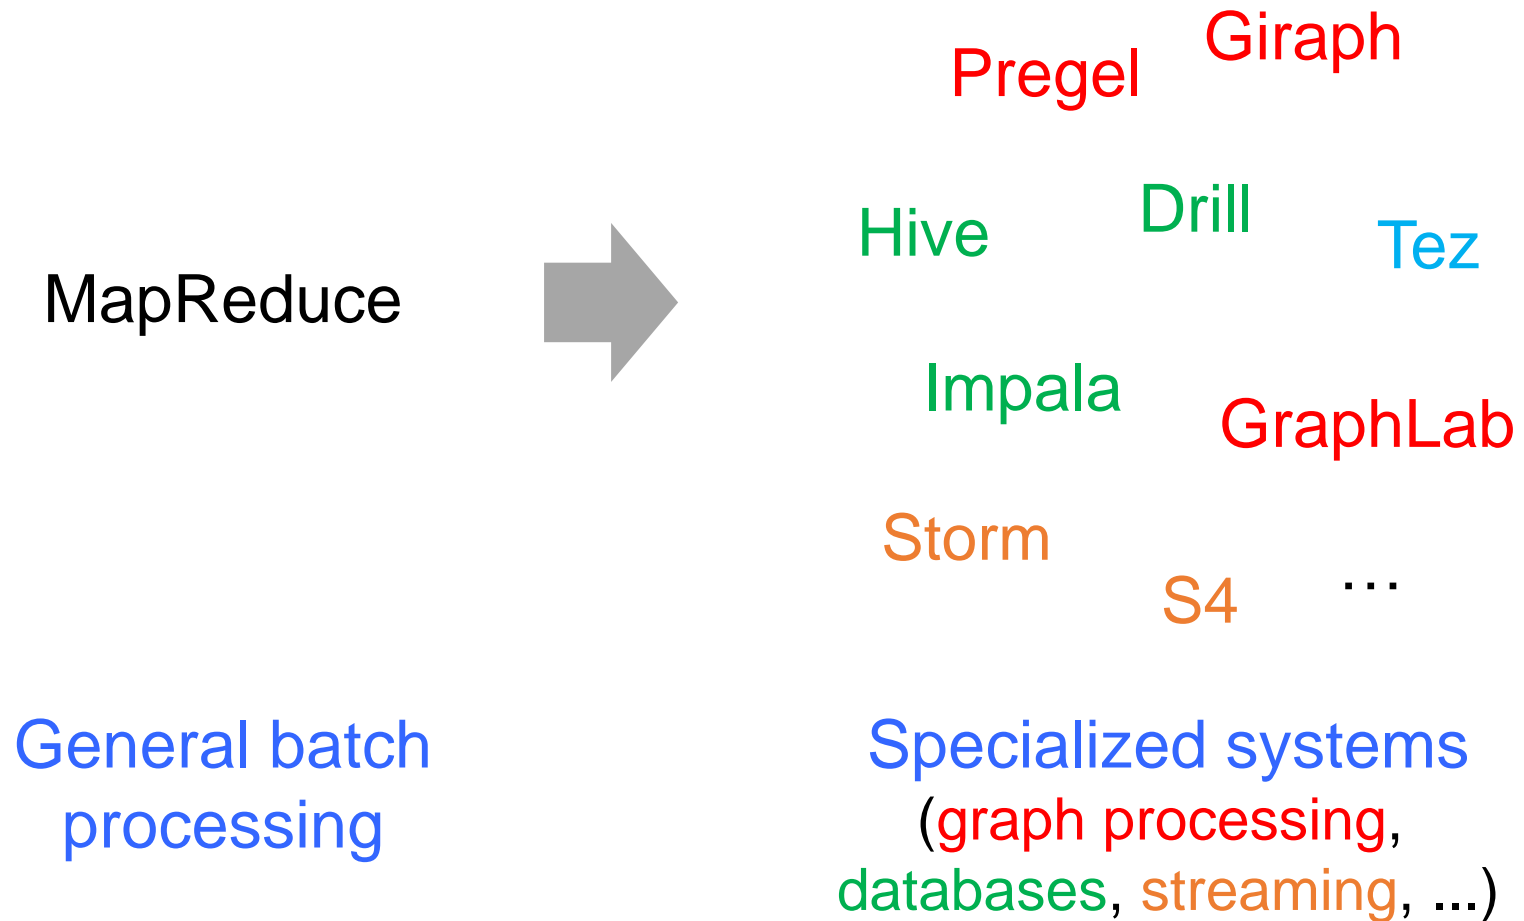 Giraph
Pregel
Drill
Hive
Tez
MapReduce
Impala
GraphLab
Storm
S4
...
General batch
processing
Specialized systems
(graph processing,
databases, streaming, ...)